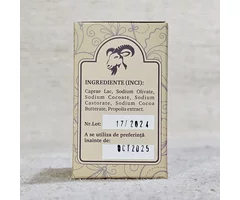 INGREDIENTE (INCI):
Caprae Lac, Sodium Olivate,
Sodium Cocoate, Sodium
Castorate, Sodium Cocoa
Butterate, Propolis extract.
Nr.Lot: 17/2024
A se utiliza de preferință
înainte de:
OCT2025